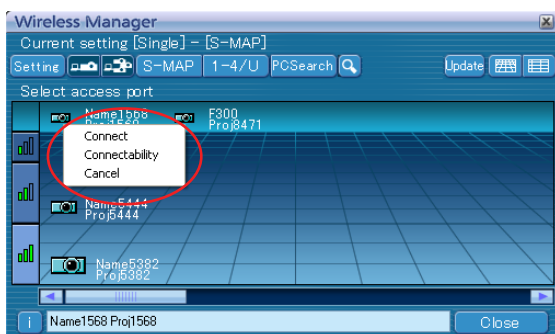 Wireless Manager
Current setting [Single] – [S–MAP]
Setting S–MAP 1–4/U PCSearch Update
Select access port
Name1568 F300
Proj1568 Proj8471
Connect
Connectability
Cancel
Name5444
Proj5444
Name5382
Proj5382
i Name1568 Proj1568 Close